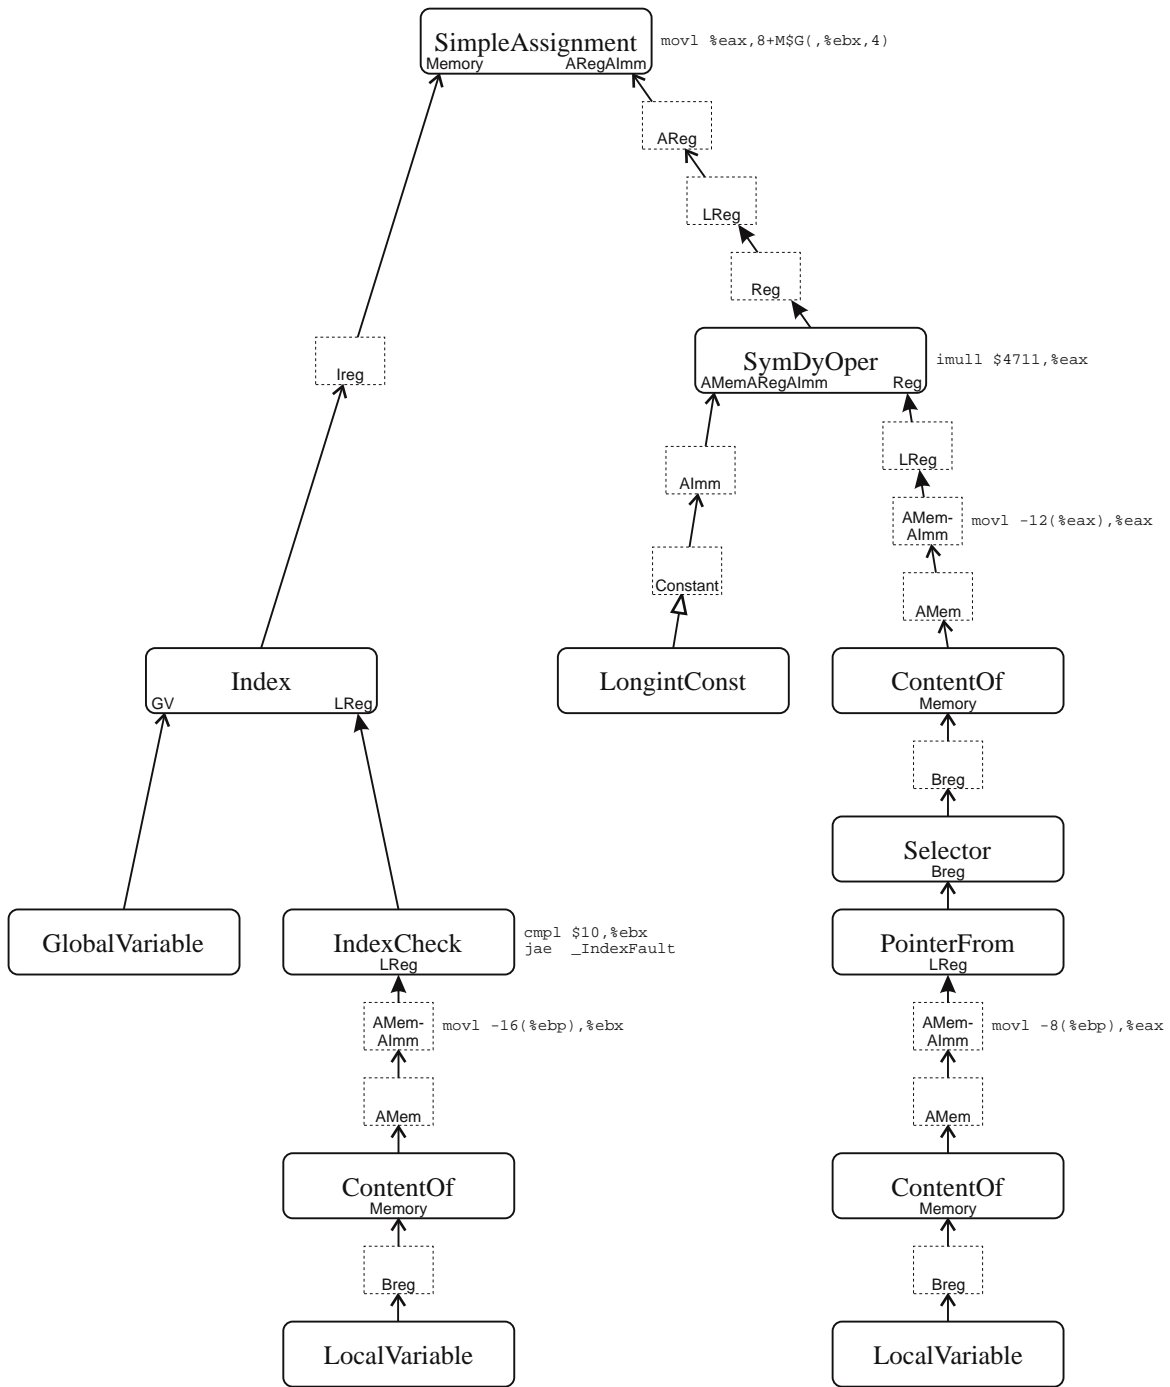 SimpleAssignment
movl %eax,8+M$G(,%ebx,4)
Memory
ARegAImm
AReg
LReg
Reg
SymDyOper
imull $4711,%eax
AMemARegAImm
Reg
Ireg
LReg
AImm
AMem-
AImm
movl -12(%eax),%eax
Constant
AMem
Index
GV
LReg
LongintConst
ContentOf
Memory
Breg
Selector
Breg
GlobalVariable
IndexCheck
LReg
cmpl $10,%ebx
jae _IndexFault
PointerFrom
LReg
AMem-
AImm
movl -16(%ebp),%ebx
AMem-
AImm
movl -8(%ebp),%eax
AMem
AMem
ContentOf
Memory
ContentOf
Memory
Breg
Breg
LocalVariable
LocalVariable